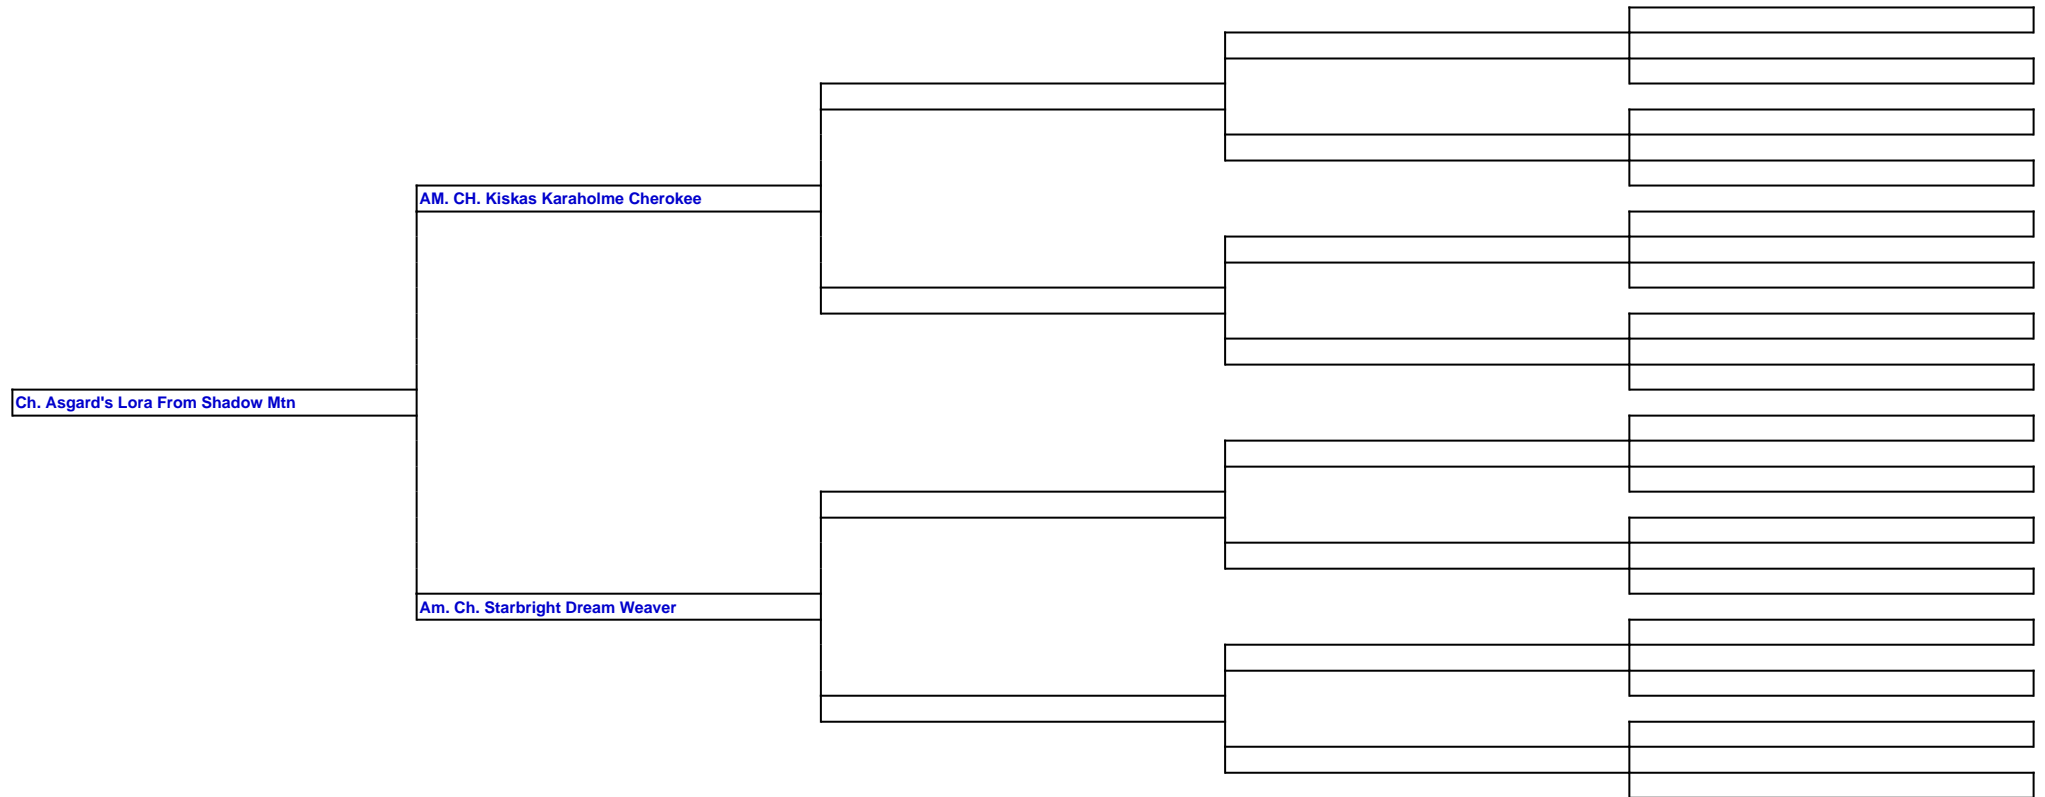 AM. CH. Kiskas Karaholme Cherokee
Ch. Asgard's Lora From Shadow Mtn
Am. Ch. Starbright Dream Weaver